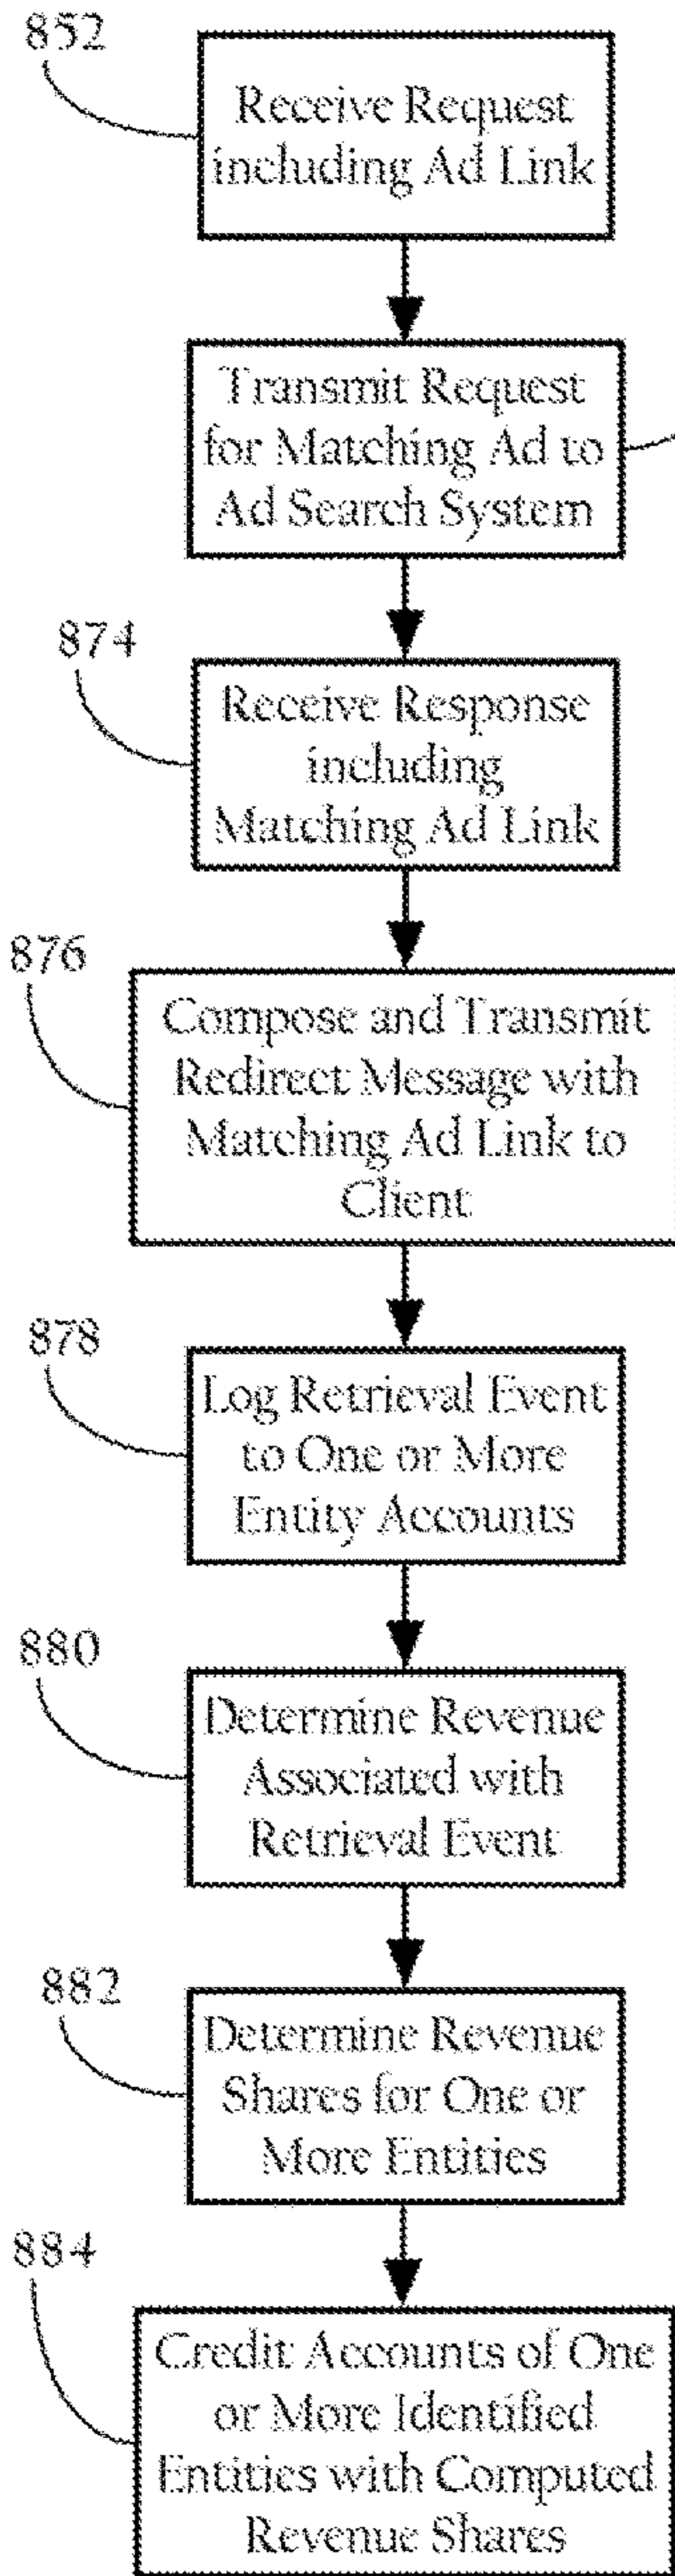 852
Receive Request
including Ad Link
Transmit Request
for Matching Ad to
Ad Search System
874
Receive Response
including
Matching Ad Link
876
Compose and Transmit
Redirect Message with
Matching Ad Link to
Client
878
Log Retrieval Event
to One or More
Entity Accounts
880
Determine Revenue
Associated with
Retrieval Event
882
Determine Revenue
Shares for One or
More Entities
884
Credit Accounts of One
or More Identified
Entities with Computed
Revenue Shares